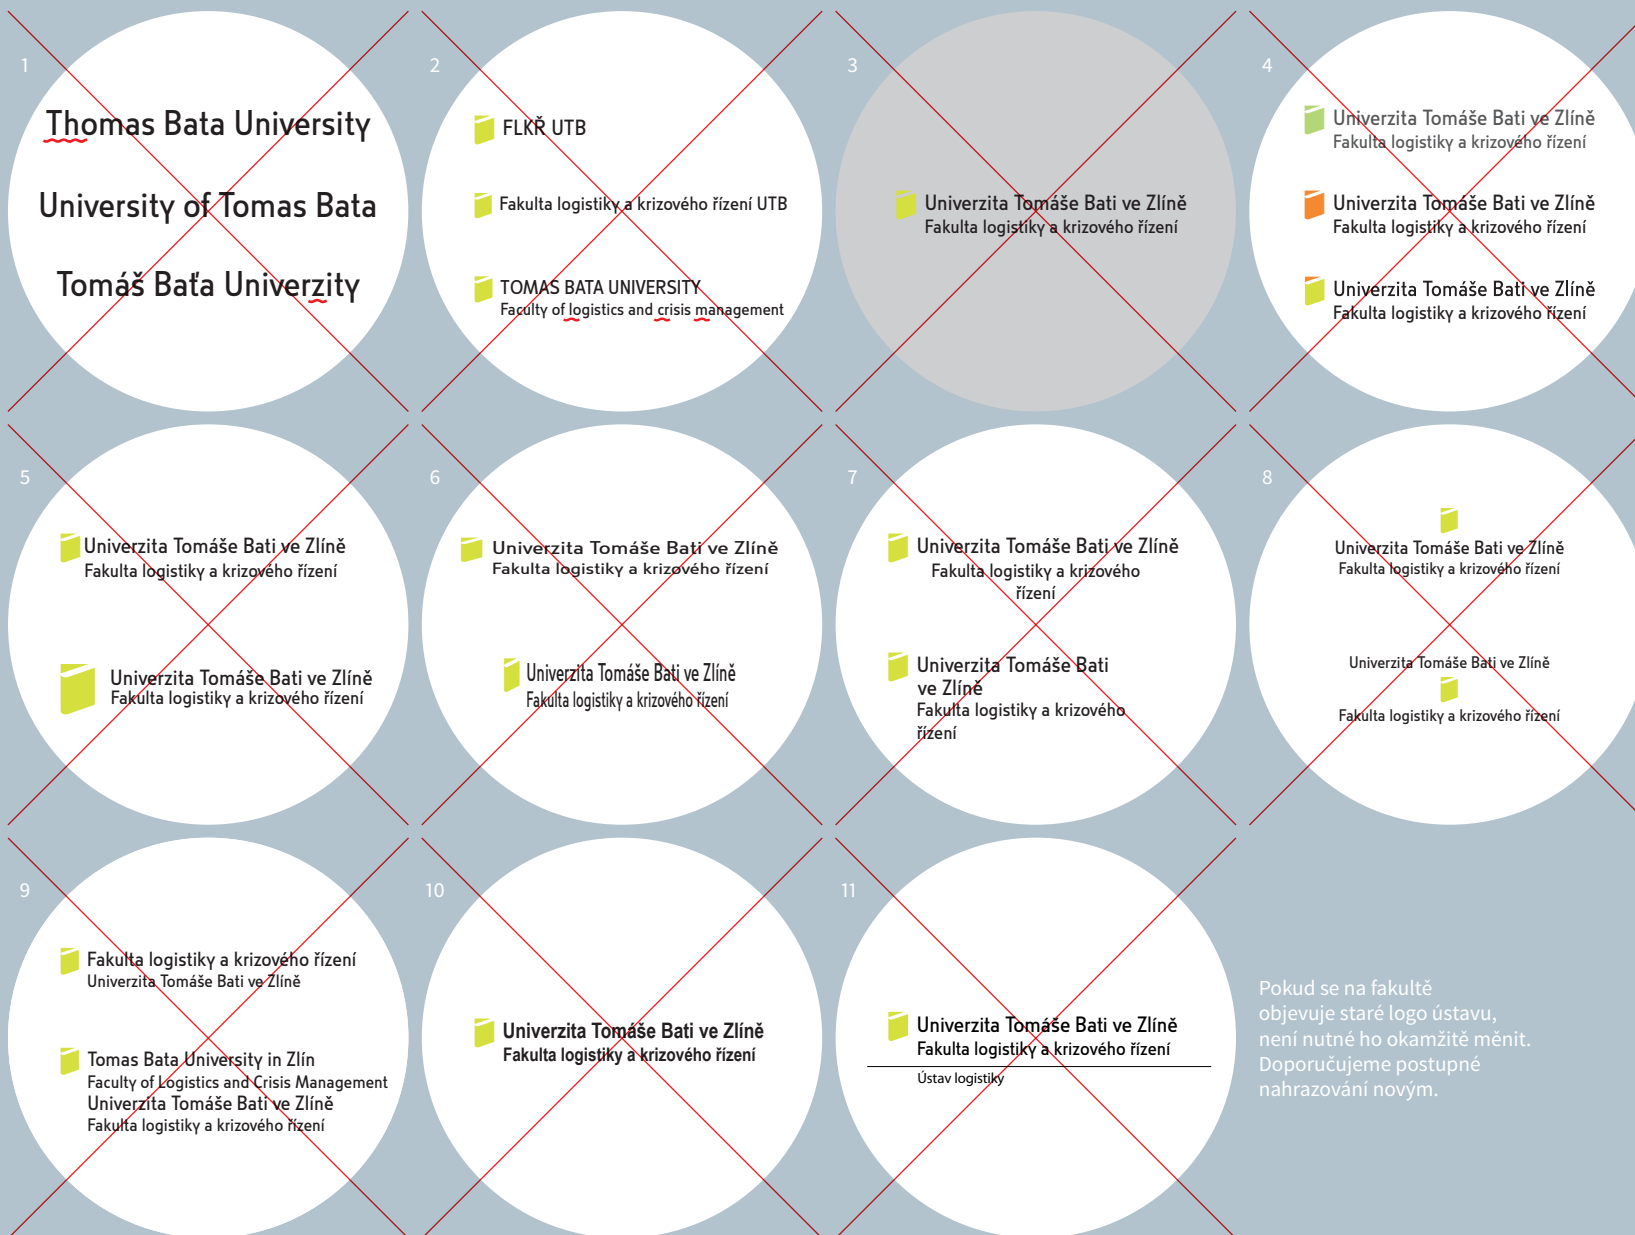 1
Thomas Bata University
University of Tomas Bata
Tomáš Baťa Univerzity
2
FLKŘ UTB
Fakulta logistiky a krizového řízení UTB
TOMAS BATA UNIVERSITY
Faculty of logistics and crisis management
3
Univerzita Tomáše Bati ve Zlíně
Fakulta logistiky a krizového řízení
4
Univerzita Tomáše Bati ve Zlíně
Fakulta logistiky a krizového řízení
Univerzita Tomáše Bati ve Zlíně
Fakulta logistiky a krizového řízení
Univerzita Tomáše Bati ve Zlíně
Fakulta logistiky a krizového řízení
5
Univerzita Tomáše Bati ve Zlíně
Fakulta logistiky a krizového řízení
Univerzita Tomáše Bati ve Zlíně
Fakulta logistiky a krizového řízení
6
Univerzita Tomáše Bati ve Zlíně
Fakulta logistiky a krizového řízení
Univerzita Tomáše Bati ve Zlíně
Fakulta logistiky a krizového řízení
7
Univerzita Tomáše Bati ve Zlíně
Fakulta logistiky a krizového
řízení
Univerzita Tomáše Bati
ve Zlíně
Fakulta logistiky a krizového
řízení
8
Univerzita Tomáše Bati ve Zlíně
Fakulta logistiky a krizového řízení
Univerzita Tomáše Bati ve Zlíně
Fakulta logistiky a krizového řízení
9
Fakulta logistiky a krizového řízení
Univerzita Tomáše Bati ve Zlíně
Tomas Bata University in Zlín
Faculty of Logistics and Crisis Management
Univerzita Tomáše Bati ve Zlíně
Fakulta logistiky a krizového řízení
10
Univerzita Tomáše Bati ve Zlíně
Fakulta logistiky a krizového řízení
11
Univerzita Tomáše Bati ve Zlíně
Fakulta logistiky a krizového řízení
Ústav logistiky
Pokud se na fakultě
objevuje staré logo ústavu,
není nutné ho okamžitě měnit.
Doporučujeme postupné
nahrazování novým.